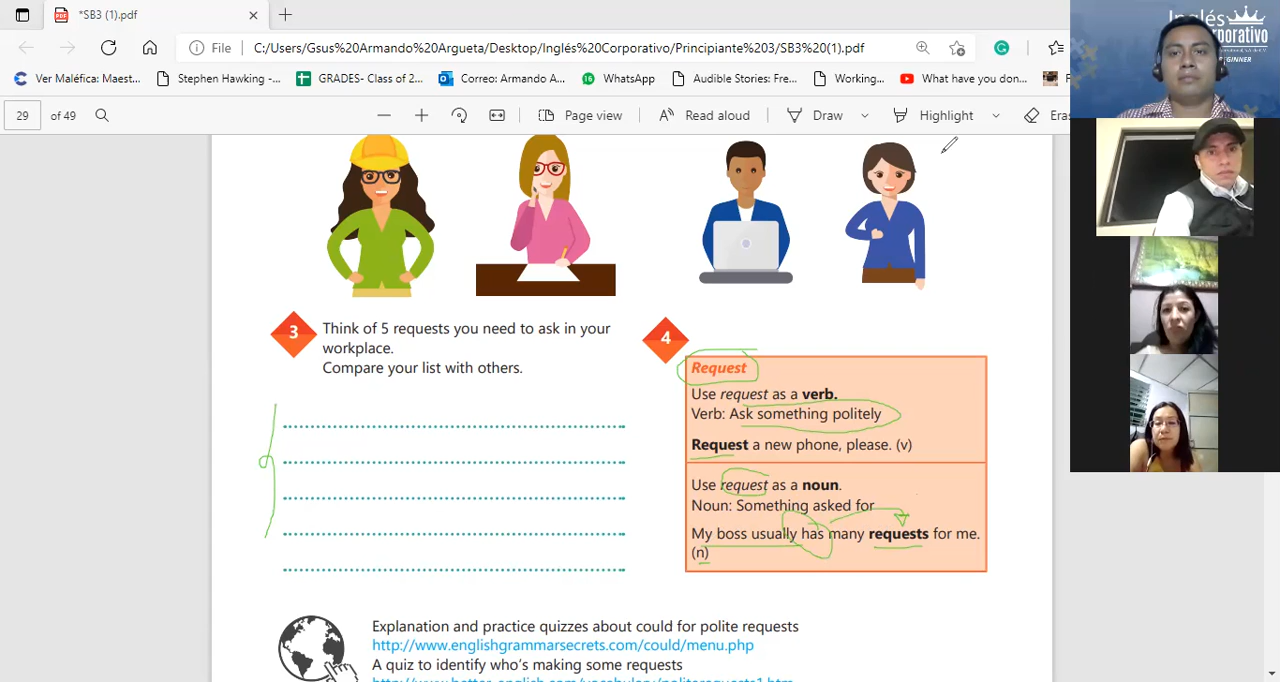 *SB3 (1).pdf
File C:/Users/Gsus%20Armando%20Argueta/Desktop/Inglés%20Corporativo/Principiante%203/SB3%20(1).pdf
Ver Maléfica: Maest... Stephen Hawking -... GRADES- Class of 2... Correo: Armando A... WhatsApp Audible Stories: Fre... Working... What have you don...
29 of 49 Page view Read aloud Draw Highlight Eras
Inglés
Corporativo
3
Think of 5 requests you need to ask in your
workplace.
Compare your list with others.
4
Request
Use request as a verb.
Verb: Ask something politely
Request a new phone, please. (v)
Use request as a noun.
Noun: Something asked for
My boss usually has many requests for me.
(n)
Explanation and practice quizzes about could for polite requests
http://www.englishgrammarsecrets.com/could/menu.php
A quiz to identify who's making some requests